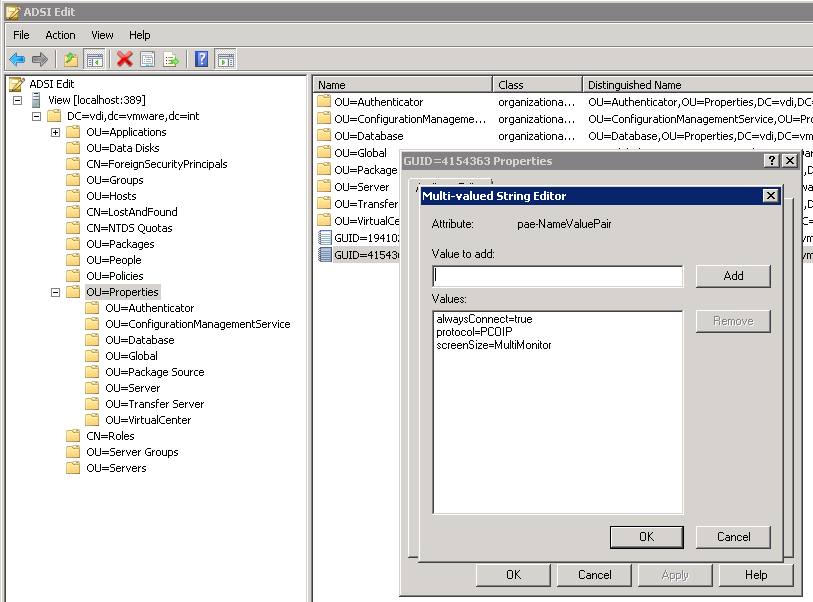 ADSI Edit
File Action View Help
ADSI Edit
View [localhost:389]
DC=vdi,dc=vmware,dc=int
OU=Applications
OU=Data Disks
CN=ForeignSecurityPrincipals
OU=Groups
OU=Hosts
CN=LostAndFound
CN=NTDS Quotas
OU=Packages
OU=People
OU=Policies
OU=Properties
OU=Authenticator
OU=ConfigurationManagementService
OU=Database
OU=Global
OU=Package Source
OU=Server
OU=Transfer Server
OU=VirtualCenter
CN=Roles
OU=Server Groups
OU=Servers
Name Class Distinguished Name
OU=Authenticator organizationa... OU=Authenticator,OU=Properties,DC=vdi,DC
OU=ConfigurationManageme... organizationa... OU=ConfigurationManagementService,OU=Pro
OU=Database organizationa... OU=Database,OU=Properties,DC=vdi,DC=vm
OU=Global
OU=Package
OU=Server
OU=Transfer
OU=VirtualCe
GUID=19410
GUID=41543
GUID=4154363 Properties
Multi-valued String Editor
Attribute: pae-NameValuePair
Value to add:
Add
Values:
alwaysConnect=true
protocol=PCOIP
screenSize=MultiMonitor
Remove
OK Cancel
OK Cancel Apply Help